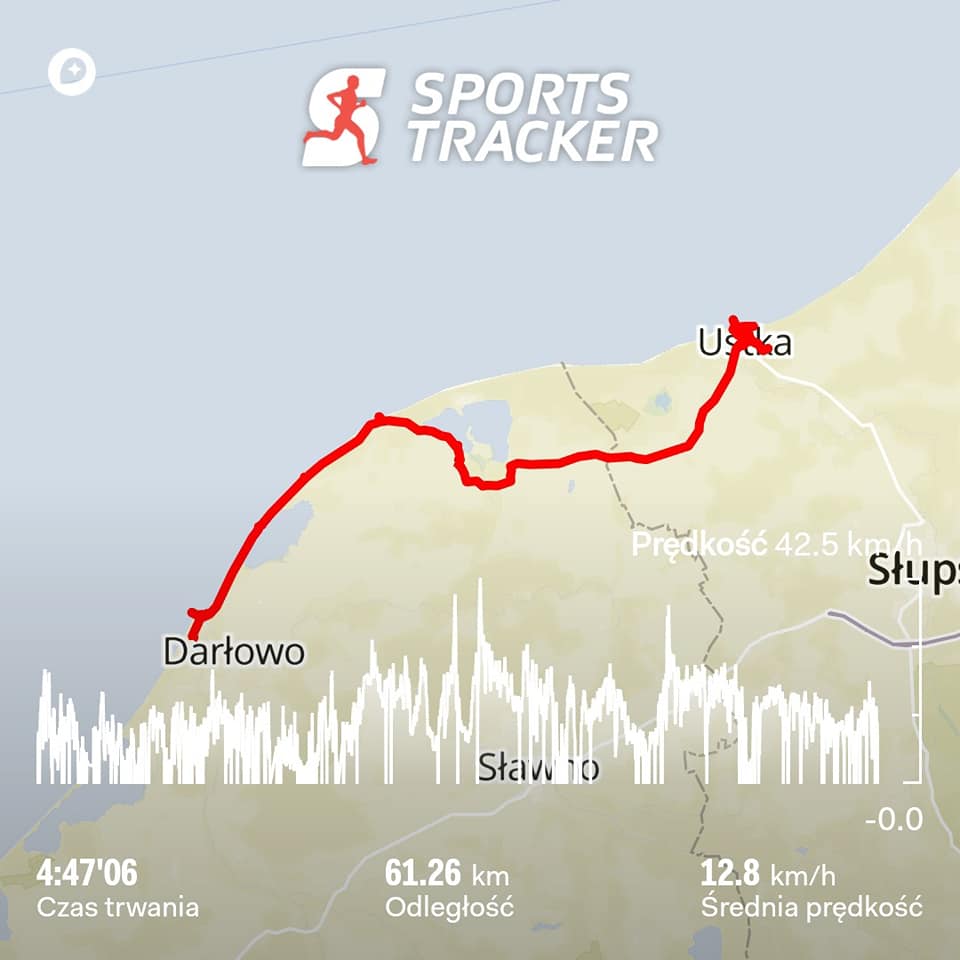 SPORTS
TRACKER
Ustka
Prędkość 42.5 km/h
Słups
Darłowo
Sławno
-0.0
4:47'06
61.26 km
12.8 km/h
Czas trwania
Odległość
Średnia prędkość